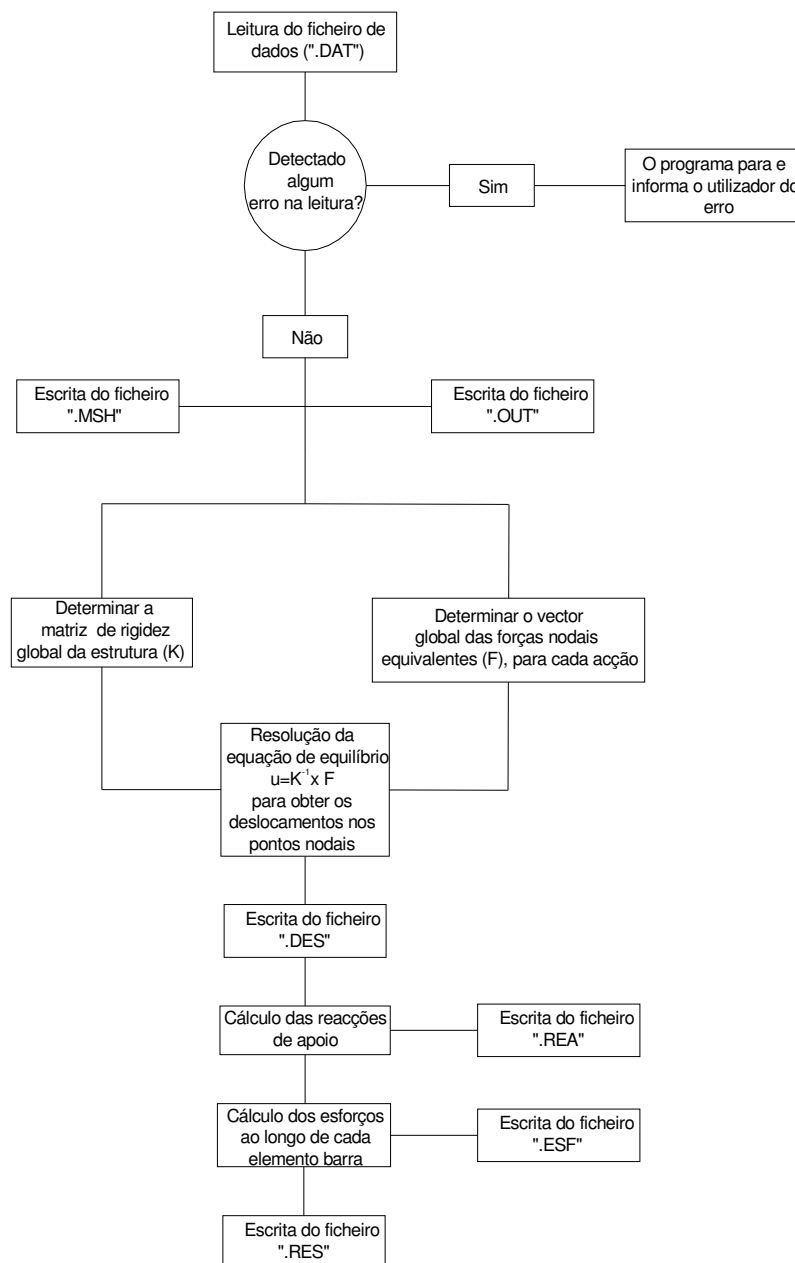 Leitura do ficheiro de
dados (".DAT")
Detectado
algum
erro na leitura?
Sim
O programa para e
informa o utilizador do
erro
Não
Escrita do ficheiro
".MSH"
Escrita do ficheiro
".OUT"
Determinar a
matriz de rigidez
global da estrutura (K)
Determinar o vector
global das forças nodais
equivalentes (F), para cada acção
Resolução da
equação de equilíbrio
u=K⁻¹x F
para obter os
deslocamentos nos
pontos nodais
Escrita do ficheiro
".DES"
Cálculo das reacções
de apoio
Escrita do ficheiro
".REA"
Cálculo dos esforços
ao longo de cada
elemento barra
Escrita do ficheiro
".ESF"
Escrita do ficheiro
".RES"